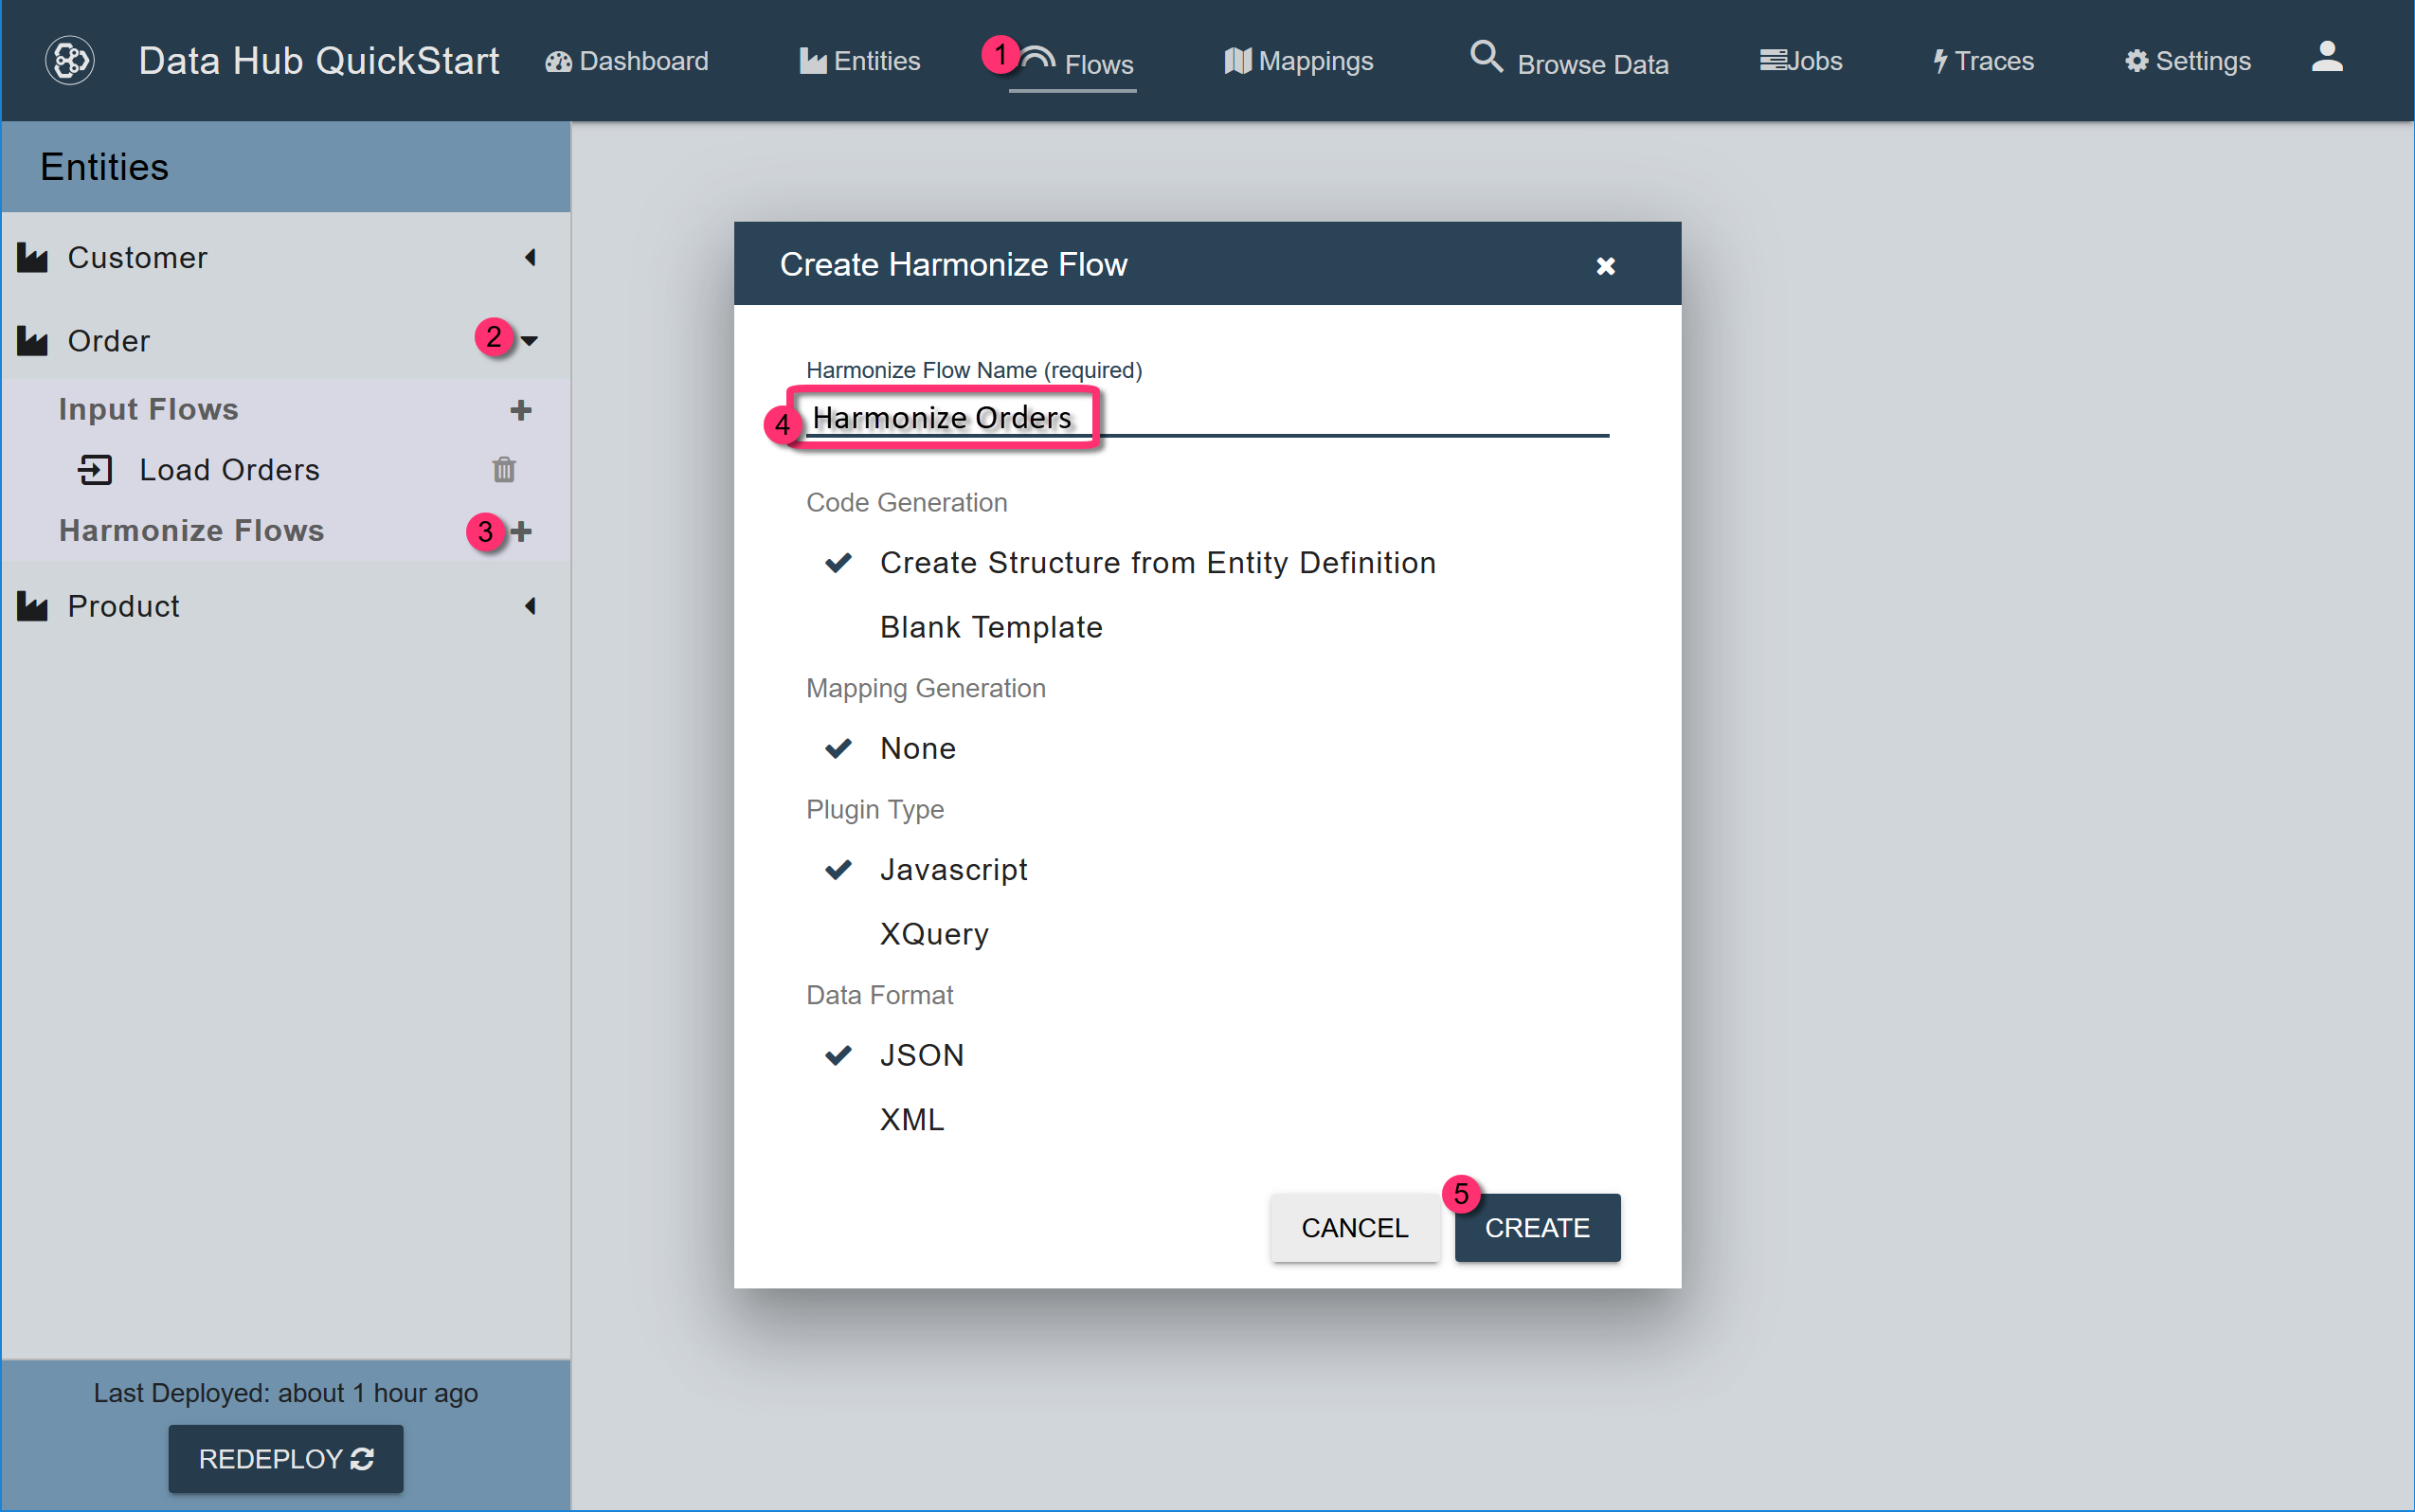 Data Hub QuickStart Dashboard Entities 1 Flows Mappings Browse Data Jobs Traces Settings
Entities
Customer
Order 2
Input Flows
Load Orders
Harmonize Flows 3
Product
Last Deployed: about 1 hour ago
REDEPLOY
Create Harmonize Flow
Harmonize Flow Name (required)
4 Harmonize Orders
Code Generation
Create Structure from Entity Definition
Blank Template
Mapping Generation
None
Plugin Type
Javascript
XQuery
Data Format
JSON
XML
CANCEL 5 CREATE